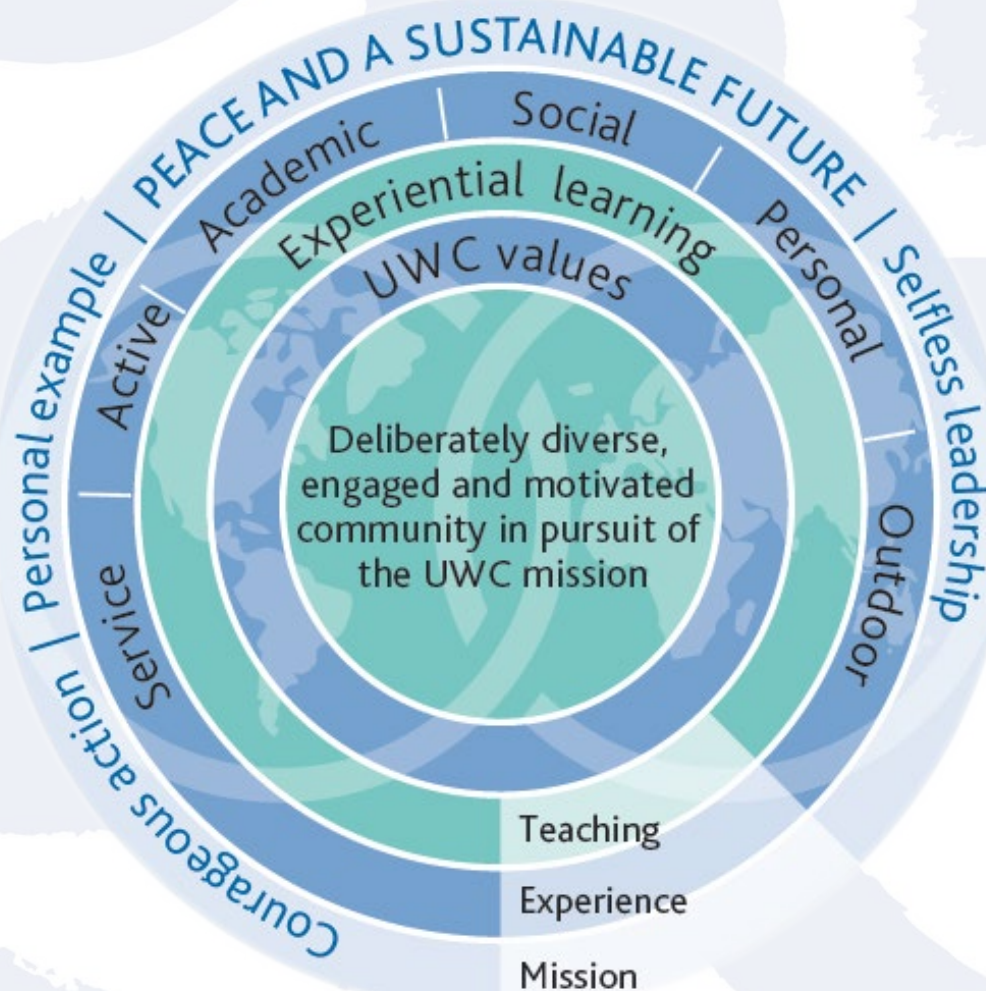 Courageous action | Personal example | PEACE AND A SUSTAINABLE FUTURE | Selfless leadership
Service
Active
Academic
Social
Personal
Outdoor
Experiential learning
UWC values
Deliberately diverse,
engaged and motivated
community in pursuit of
the UWC mission
Teaching
Experience
Mission